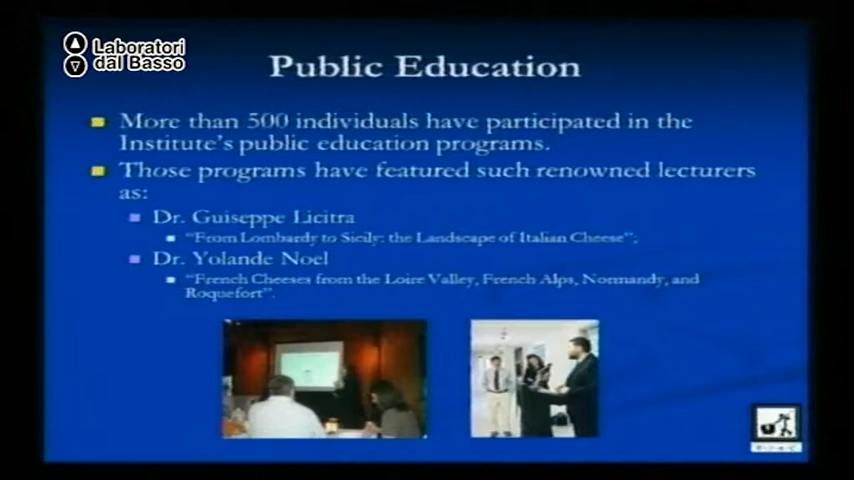 Laboratori
dal Basso
Public Education
More than 500 individuals have participated in the
Institute's public education programs.
Those programs have featured such renowned lecturers
as:
Dr. Guiseppe Licitra
"From Lombardy to Sicily: the Landscape of Italian Cheese";
Dr. Yolande Noel
"French Cheeses from the Loire Valley, French Alps, Normandy, and
Roquefort".